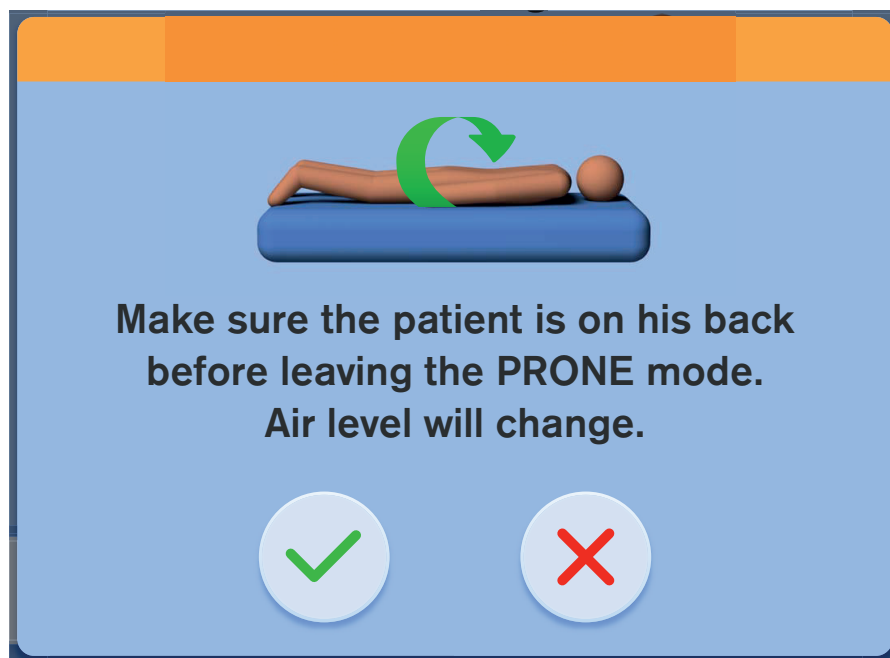 Make sure the patient is on his back
before leaving the PRONE mode.
Air level will change.